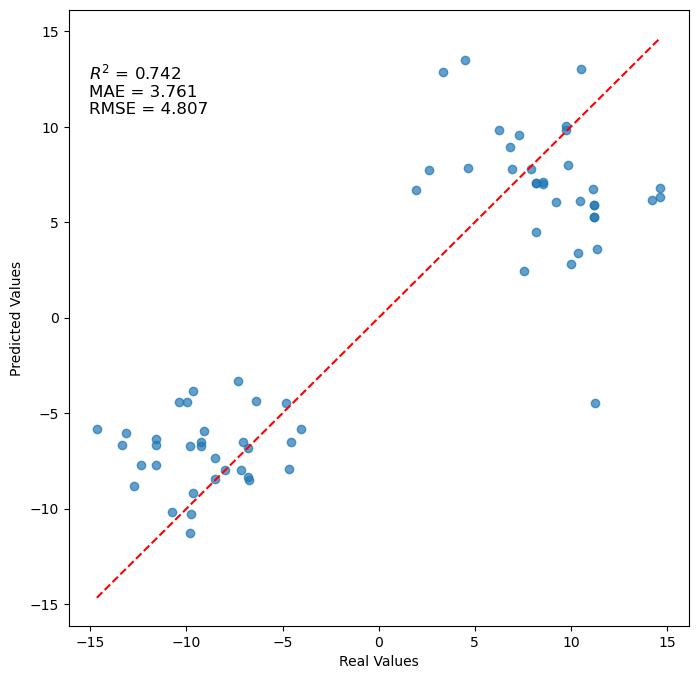 R² = 0.742
MAE = 3.761
RMSE = 4.807
15
10
5
0
−5
−10
−15
Predicted Values
−15 −10 −5 0 5 10 15
Real Values